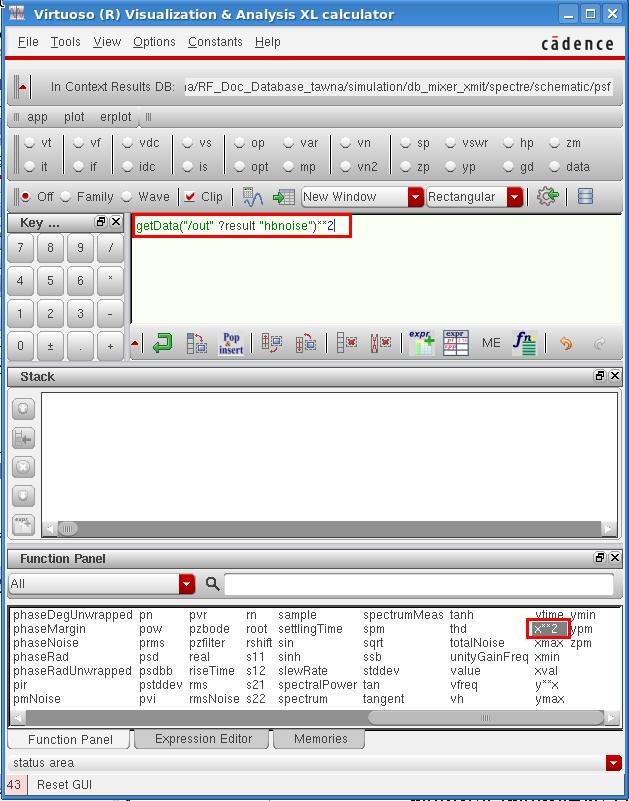 Virtuoso (R) Visualization & Analysis XL calculator
File Tools View Options Constants Help
cādence
In Context Results DB: na/RF_Doc_Database_tawna/simulation/db_mixer_xmit/spectre/schematic/psf
app plot erplot
vt vf vdc vs op var vn sp vswr hp zm
it if idc is opt mp vn2 zp yp gd data
Off Family Wave Clip New Window Rectangular
Key ...
getData("/out" ?result "hbnoise")**2
7 8 9 /
4 5 6 *
1 2 3 -
0 ± . +
Pop insert expr expr ME fn
Stack
expr
Function Panel
All
phaseDegUnwrapped pn pvr rn sample spectrumMeas tanh vtime ymin
phaseMargin pow pzbode root settlingTime spm thd x**2 ypm
phaseNoise prms pzfilter rshift sin sqrt totalNoise xmax zpm
phaseRad psd real s11 sinh ssb unityGainFreq xmin
phaseRadUnwrapped psdbb riseTime s12 slewRate stddev value xval
pir pstddev rms s21 spectralPower tan vfreq y**x
pmNoise pvi rmsNoise s22 spectrum tangent vh ymax
Function Panel Expression Editor Memories
status area
43 Reset GUI